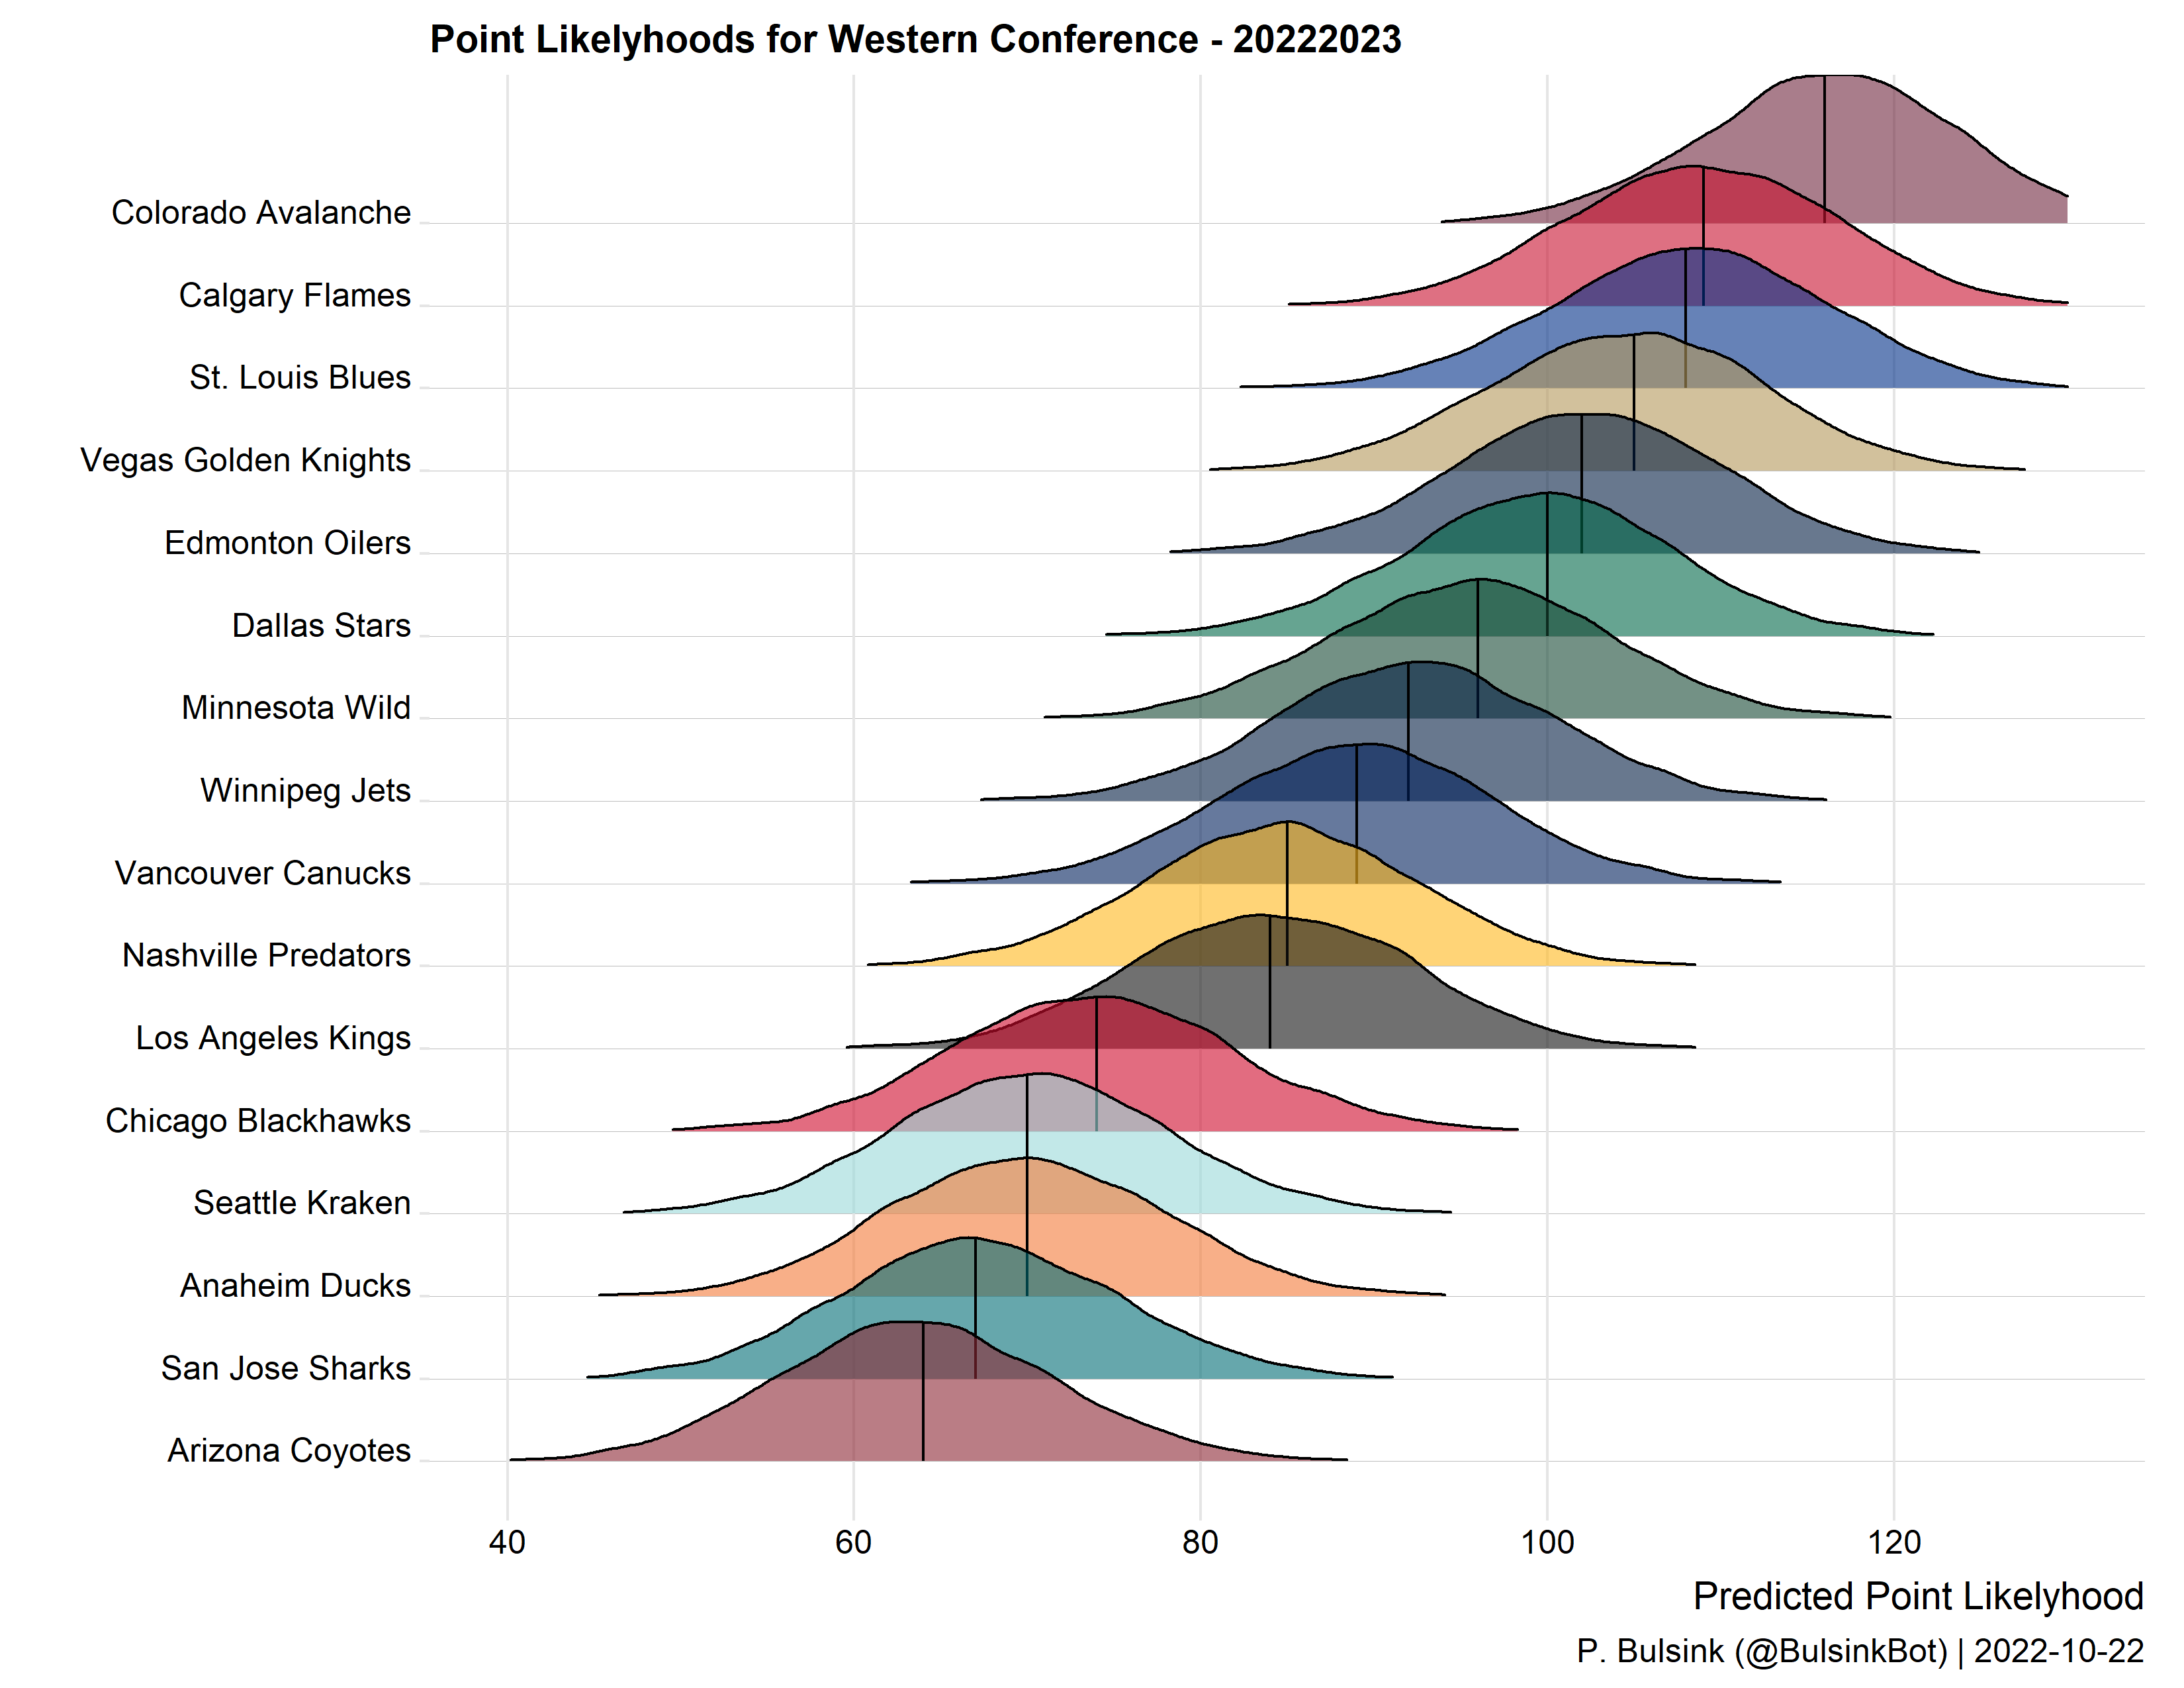 Point Likelyhoods for Western Conference - 20222023
Colorado Avalanche
Calgary Flames
St. Louis Blues
Vegas Golden Knights
Edmonton Oilers
Dallas Stars
Minnesota Wild
Winnipeg Jets
Vancouver Canucks
Nashville Predators
Los Angeles Kings
Chicago Blackhawks
Seattle Kraken
Anaheim Ducks
San Jose Sharks
Arizona Coyotes
40 60 80 100 120
Predicted Point Likelyhood
P. Bulsink (@BulsinkBot) | 2022-10-22